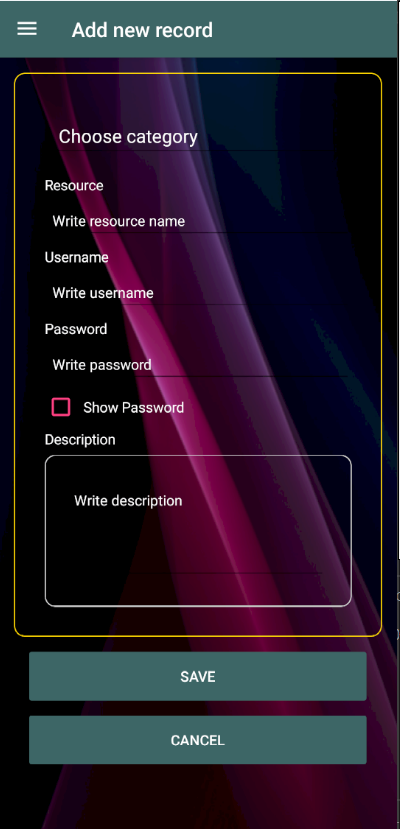 Add new record
Choose category
Resource
Write resource name
Username
Write username
Password
Write password
Show Password
Description
Write description
SAVE
CANCEL